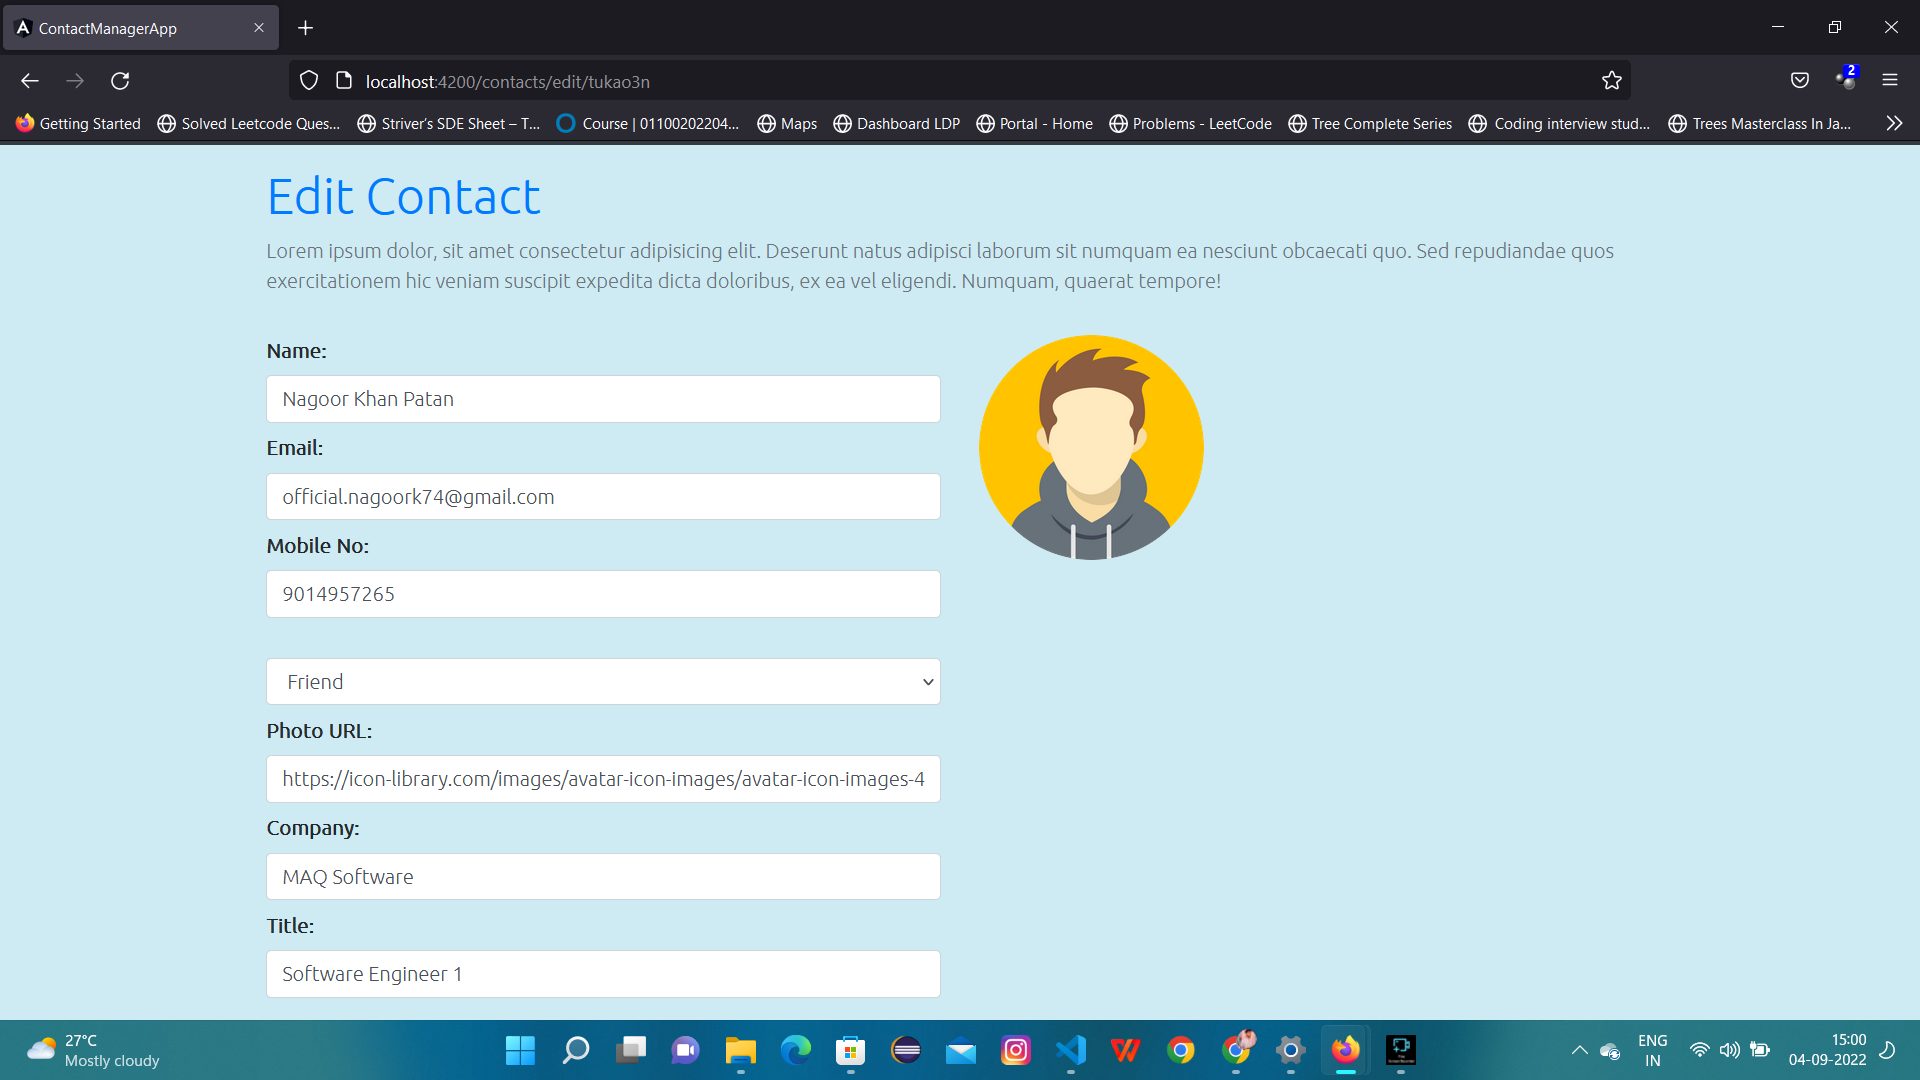 ContactManagerApp
localhost:4200/contacts/edit/tukao3n
2
Getting Started
Solved Leetcode Ques...
Striver's SDE Sheet – T...
Course | 01100202204...
Maps
Dashboard LDP
Portal - Home
Problems - LeetCode
Tree Complete Series
Coding interview stud...
Trees Masterclass In Ja...
Edit Contact
Lorem ipsum dolor, sit amet consectetur adipisicing elit. Deserunt natus adipisci laborum sit numquam ea nesciunt obcaecati quo. Sed repudiandae quos
exercitationem hic veniam suscipit expedita dicta doloribus, ex ea vel eligendi. Numquam, quaerat tempore!
Name:
Nagoor Khan Patan
Email:
official.nagoork74@gmail.com
Mobile No:
9014957265
Friend
Photo URL:
https://icon-library.com/images/avatar-icon-images/avatar-icon-images-4
Company:
MAQ Software
Title:
Software Engineer 1
27°C
Mostly cloudy
ENG
IN
15:00
04-09-2022